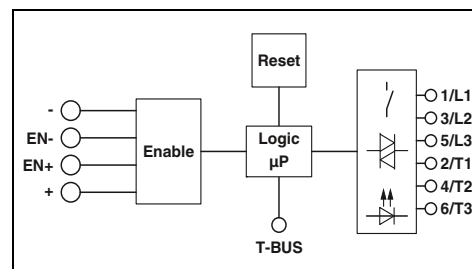 Reset
-
EN-
EN+
+
Enable
Logic
µP
T-BUS
1/L1
3/L2
5/L3
2/T1
4/T2
6/T3